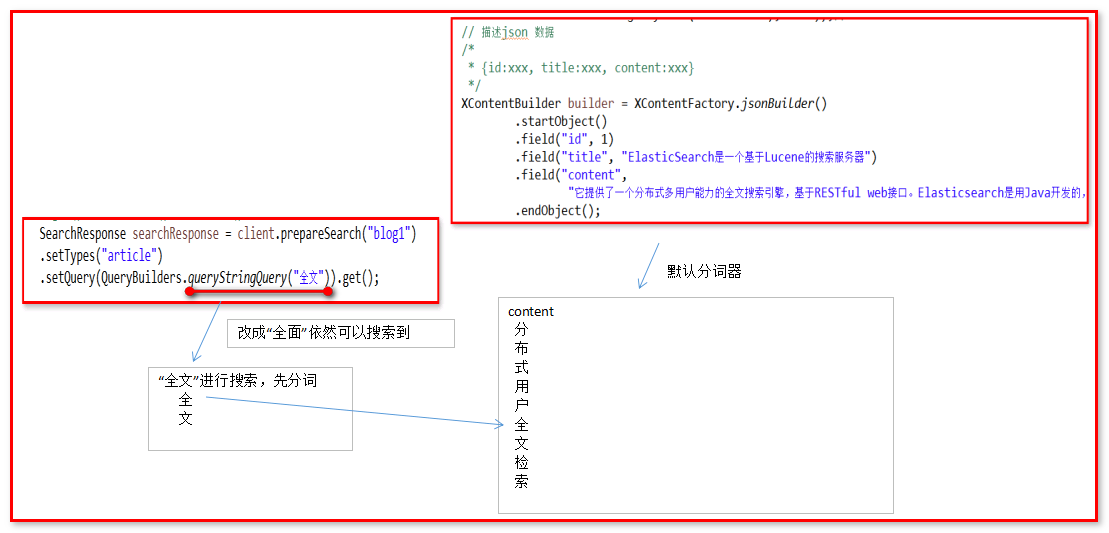 // 描述json 数据
/*
* {id:xxx, title:xxx, content:xxx}
*/
XContentBuilder builder = XContentFactory.jsonBuilder()
.startObject()
.field("id", 1)
.field("title", "ElasticSearch是一个基于Lucene的搜索服务器")
.field("content",
"它提供了一个分布式多用户能力的全文搜索引擎，基于RESTful web接口。Elasticsearch是用Java开发的，
.endObject();
SearchResponse searchResponse = client.prepareSearch("blog1")
.setTypes("article")
.setQuery(QueryBuilders.queryStringQuery("全文")).get();
默认分词器
改成“全面”依然可以搜索到
“全文”进行搜索，先分词
全
文
content
分
布
式
用
户
全
文
检
索